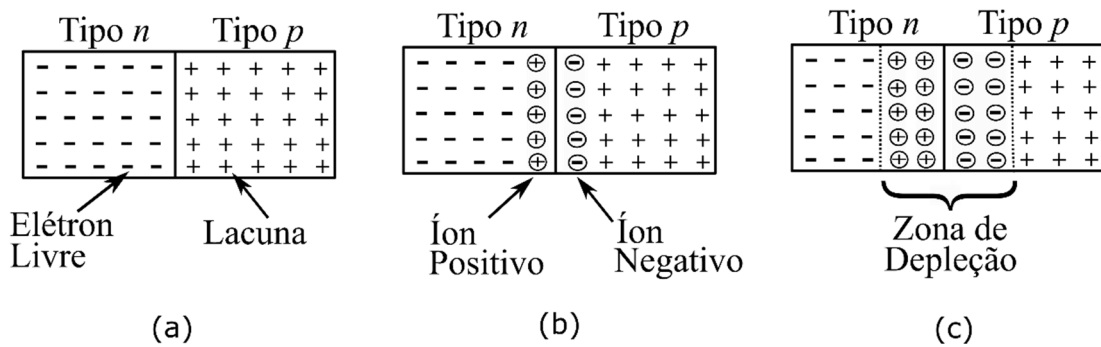 Tipo n Tipo p
Elétron
Livre
Lacuna
(a)
Tipo n Tipo p
Íon
Positivo
Íon
Negativo
(b)
Tipo n Tipo p
Zona de
Depleção
(c)